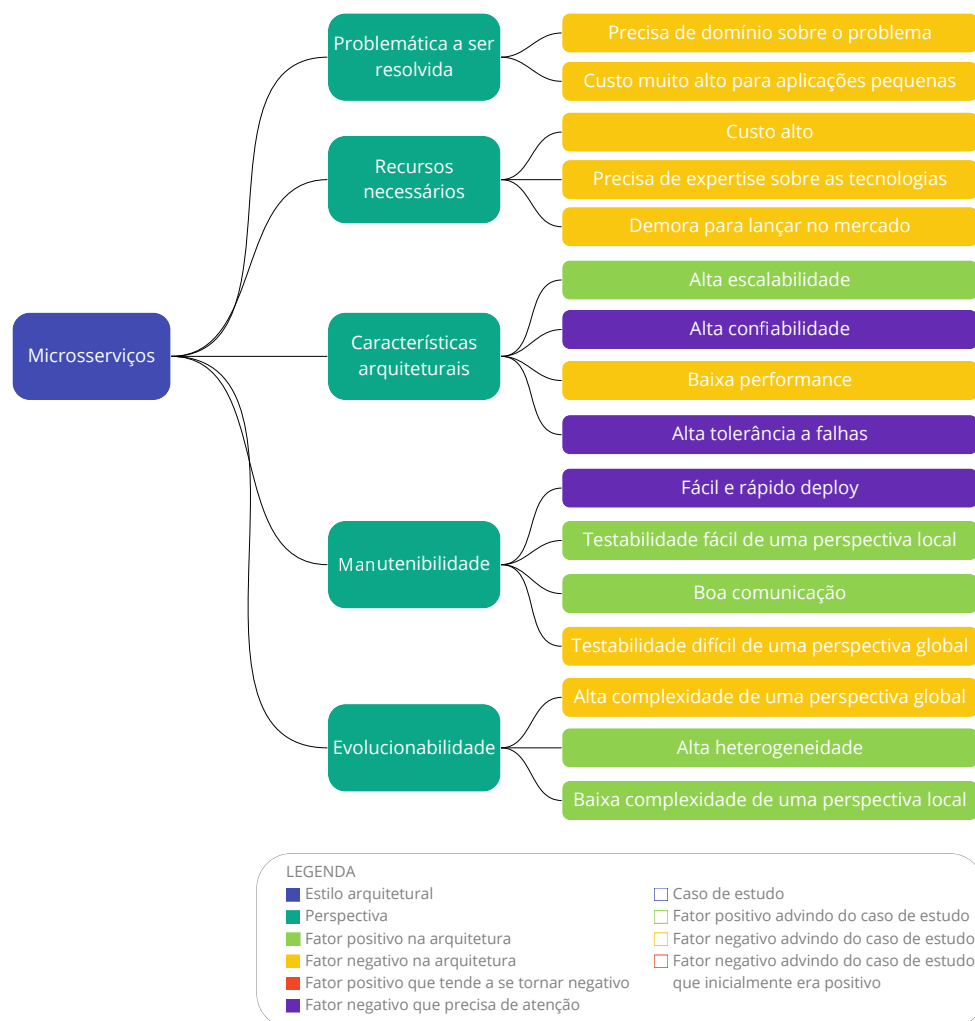 Problemática a ser
resolvida
Precisa de domínio sobre o problema
Custo muito alto para aplicações pequenas
Recursos
necessários
Custo alto
Precisa de expertise sobre as tecnologias
Demora para lançar no mercado
Microsserviços
Características
arquiteturais
Alta escalabilidade
Alta confiabilidade
Baixa performance
Alta tolerância a falhas
Manutenibilidade
Fácil e rápido deploy
Testabilidade fácil de uma perspectiva local
Boa comunicação
Testabilidade difícil de uma perspectiva global
Evolucionabilidade
Alta complexidade de uma perspectiva global
Alta heterogeneidade
Baixa complexidade de uma perspectiva local
LEGENDA
Estilo arquitetural
Perspectiva
Fator positivo na arquitetura
Fator negativo na arquitetura
Fator positivo que tende a se tornar negativo
Fator negativo que precisa de atenção
Caso de estudo
Fator positivo advindo do caso de estudo
Fator negativo advindo do caso de estudo
Fator negativo advindo do caso de estudo
que inicialmente era positivo